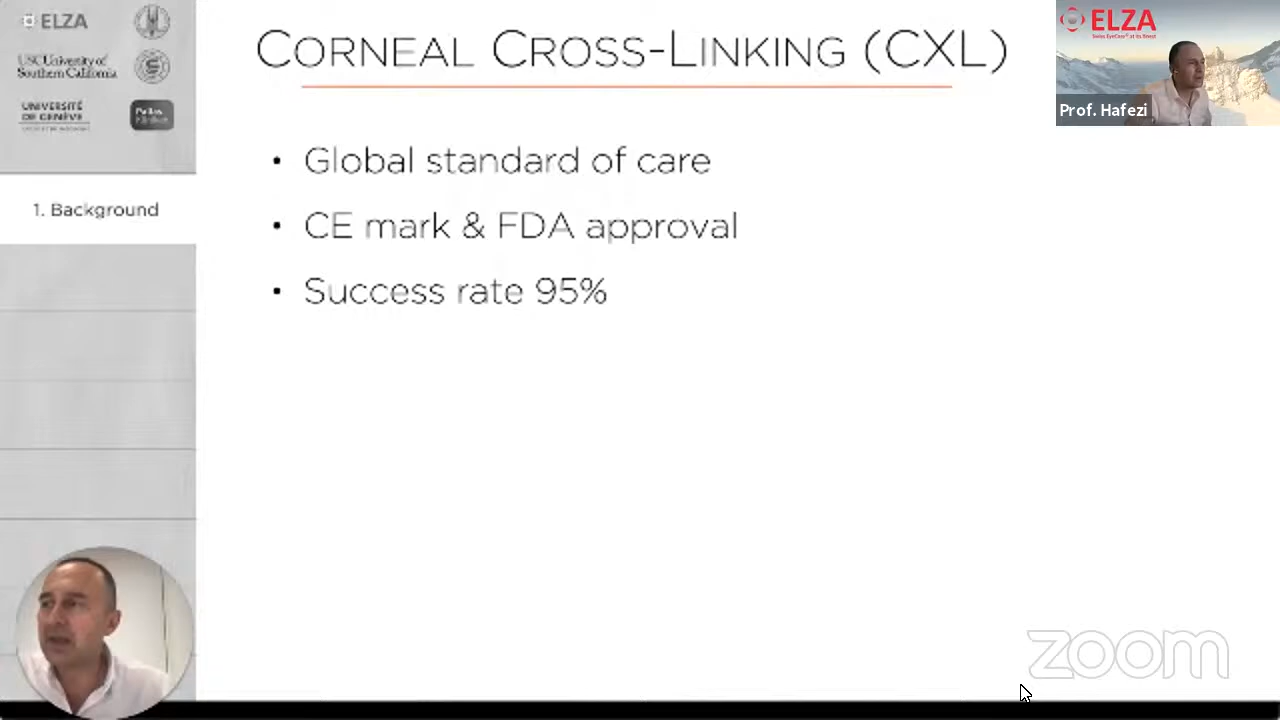 ELZA
USC University of
Southern California
UNIVERSITÉ
DE GENÈVE
1. Background
CORNEAL CROSS-LINKING (CXL)
• Global standard of care
• CE mark & FDA approval
• Success rate 95%
ELZA
Prof. Hafezi
zoom